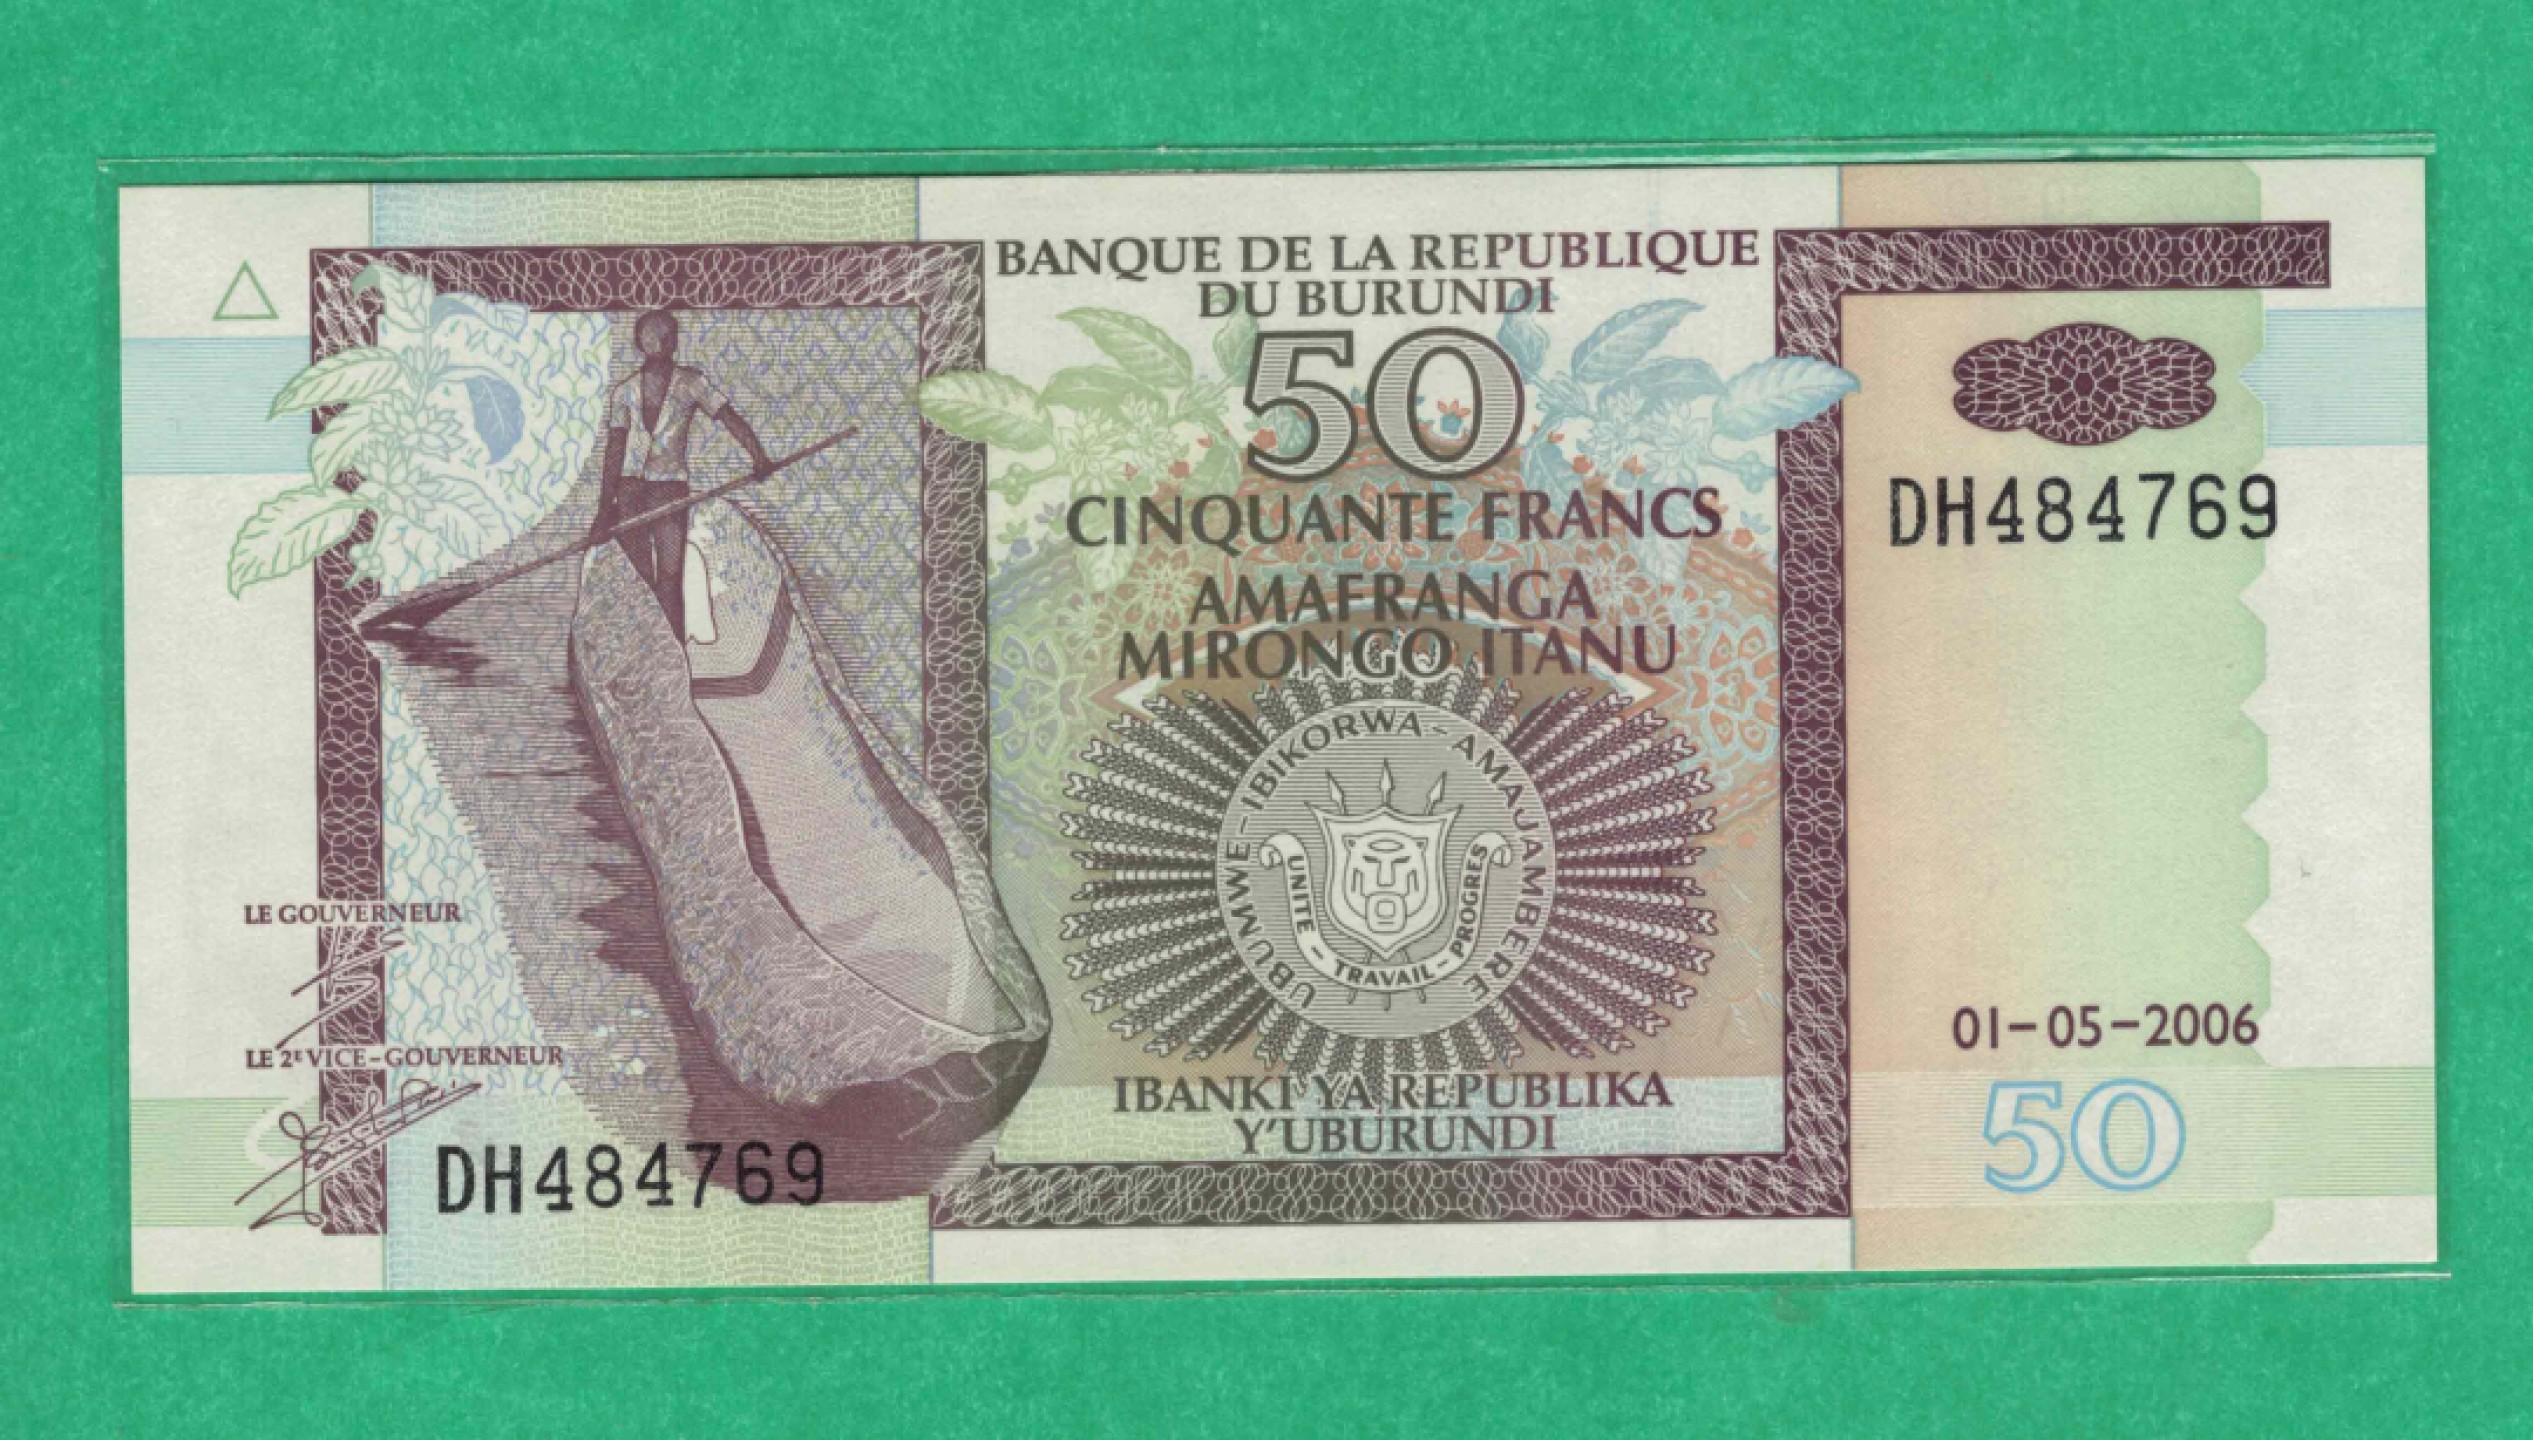 BANQUE DE LA REPUBLIQUE
DU BURUNDI
50
CINQUANTE FRANCS
AMAFRANGA
MIRONGO ITANU
DH484769
UBUMWE-IBIKORWA-AMAJAMBERE
UNITE - TRAVAIL - PROGRES
LE GOUVERNEUR
LE 2E VICE-GOUVERNEUR
01-05-2006
IBANKI YA REPUBLIKA
Y'UBURUNDI
50
DH484769